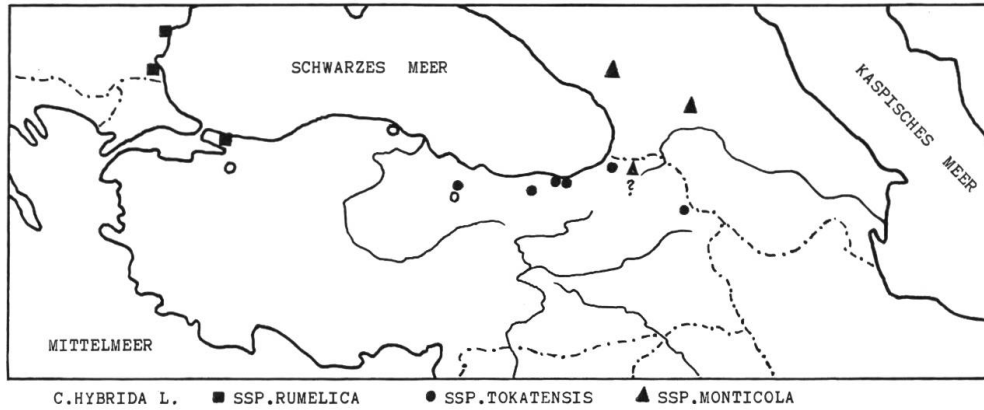 SCHWARZES MEER
KASPISCHES MEER
?
MITTELMEER
C.HYBRIDA L. ■ SSP.RUMELICA ● SSP.TOKATENSIS ▲ SSP.MONTICOLA